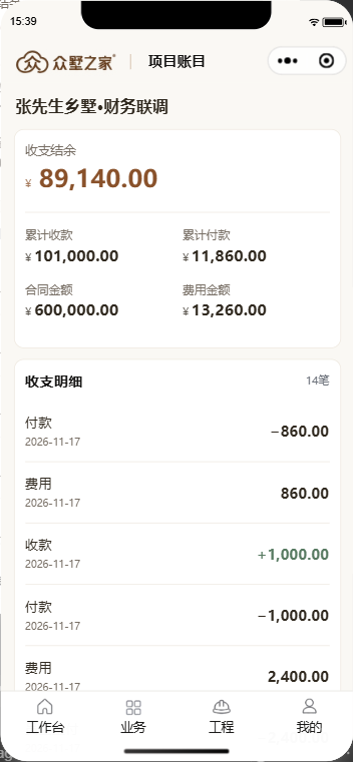 15:39
众墅之家 项目账目
张先生乡墅•财务联调
收支结余
¥ 89,140.00
累计收款 累计付款
¥ 101,000.00 ¥ 11,860.00
合同金额 费用金额
¥ 600,000.00 ¥ 13,260.00
收支明细 14笔
付款
2026-11-17 −860.00
费用
2026-11-17 860.00
收款
2026-11-17 +1,000.00
付款
2026-11-17 −1,000.00
费用
2026-11-17 2,400.00
工作台 业务 工程 我的